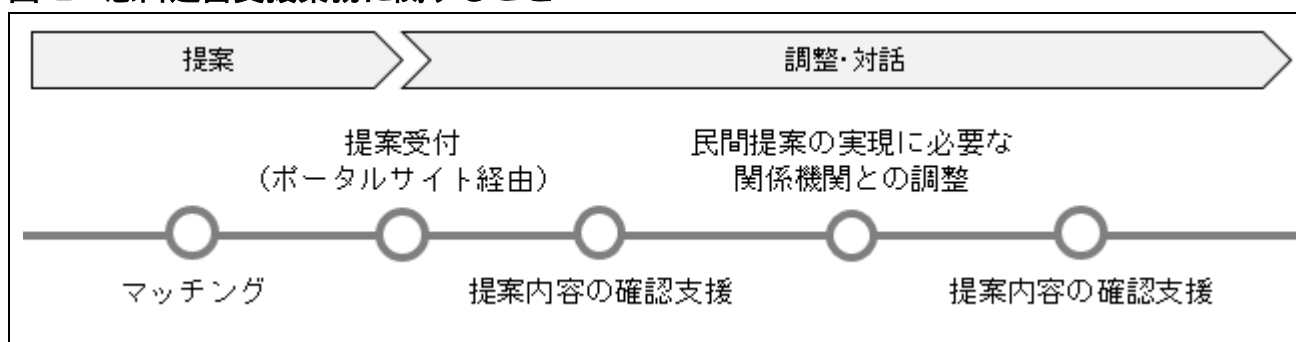 提案
調整・対話
提案受付
（ポータルサイト経由）
民間提案の実現に必要な
関係機関との調整
マッチング
提案内容の確認支援
提案内容の確認支援